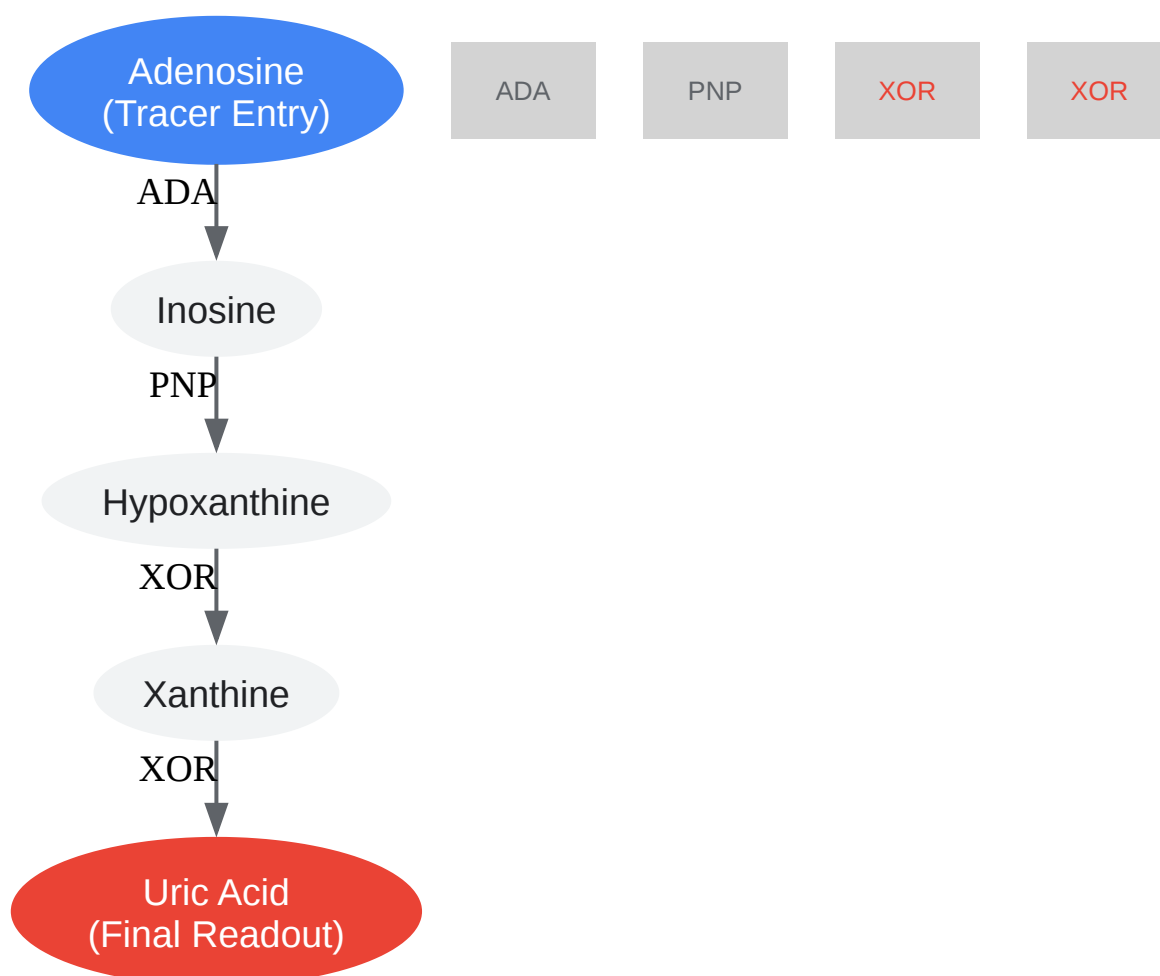 Adenosine
(Tracer Entry)
ADA
PNP
XOR
XOR
ADA
Inosine
PNP
Hypoxanthine
XOR
Xanthine
XOR
Uric Acid
(Final Readout)